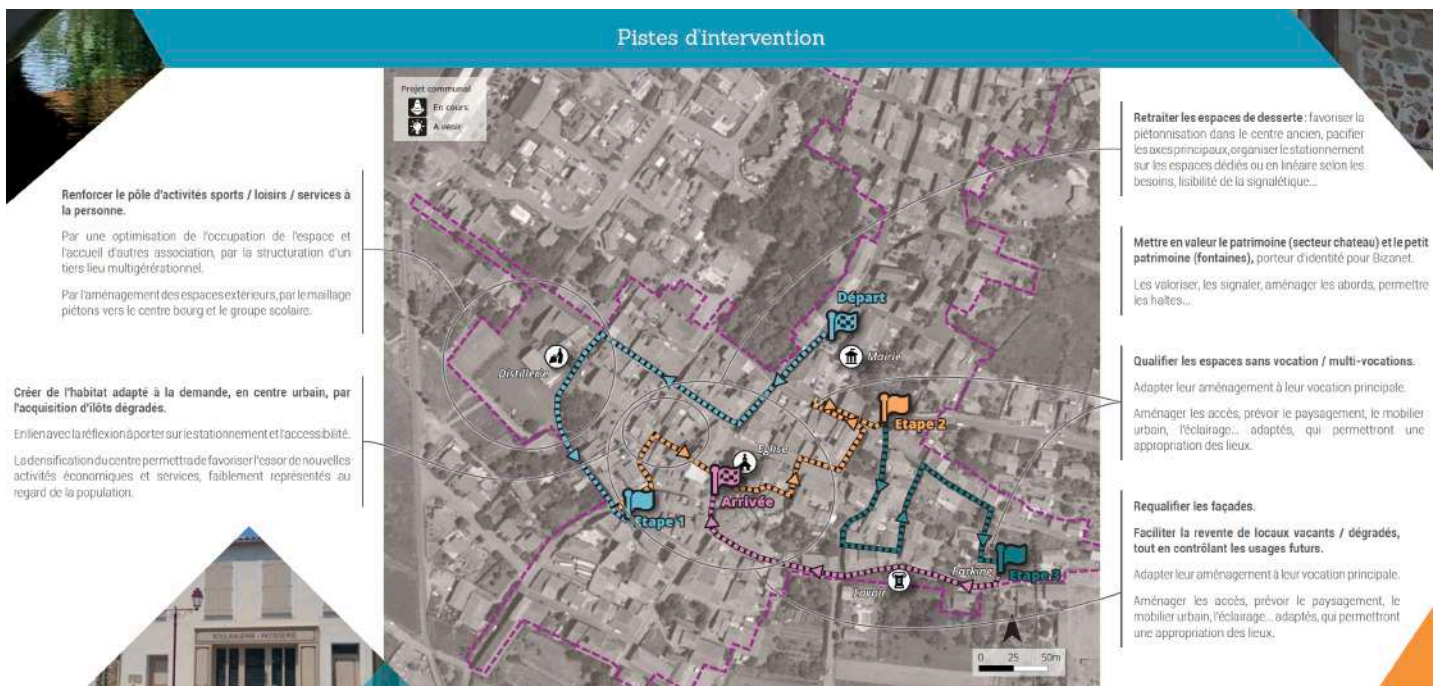 Pistes d'intervention
Projet communal
En cours
A venir
Renforcer le pôle d'activités sports / loisirs / services à
la personne.
Par une optimisation de l'occupation de l'espace et
l'accueil d'autres association, par la structuration d'un
tiers lieu multigérérationnel.
Par l'aménagement des espaces extérieurs, par le maillage
piétons vers le centre bourg et le groupe scolaire.
Créer de l'habitat adapté à la demande, en centre urbain, par
l'acquisition d'ilôts dégradés.
En lien avec la réflexion à porter sur le stationnement et l'accessibilité.
La densification du centre permettra de favoriser l'essor de nouvelles
activités économiques et services, faiblement représentés au
regard de la population.
BOULANGERIE - PATISSERIE
Départ
Mairie
Distillerie
Etape 2
Eglise
Arrivée
Etape 1
Parking
Etape 3
Lavoir
0 25 50m
Retraiter les espaces de desserte : favoriser la
piétonnisation dans le centre ancien, pacifier
les axes principaux, organiser le stationnement
sur les espaces dédiés ou en linéaire selon les
besoins, lisibilité de la signalétique...
Mettre en valeur le patrimoine (secteur chateau) et le petit
patrimoine (fontaines), porteur d'identité pour Bizanet.
Les valoriser, les signaler, aménager les abords, permettre
les haltes...
Qualifier les espaces sans vocation / multi-vocations.
Adapter leur aménagement à leur vocation principale.
Aménager les accès, prévoir le paysagement, le mobilier
urbain, l'éclairage... adaptés, qui permettront une
appropriation des lieux.
Requalifier les façades.
Faciliter la revente de locaux vacants / dégradés,
tout en contrôlant les usages futurs.
Adapter leur aménagement à leur vocation principale.
Aménager les accès, prévoir le paysagement, le
mobilier urbain, l'éclairage... adaptés, qui permettront
une appropriation des lieux.